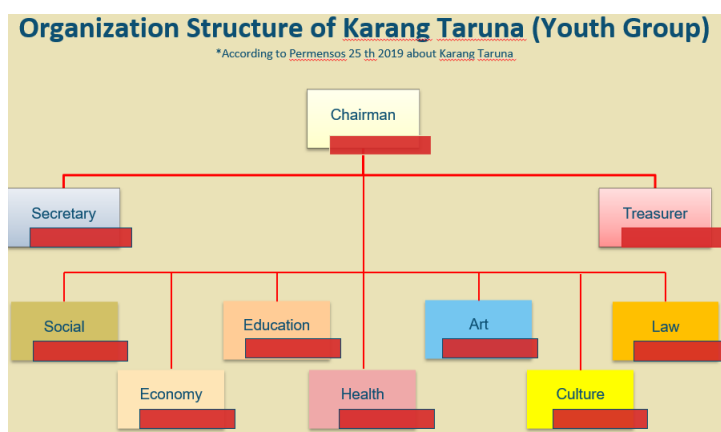 Organization Structure of Karang Taruna (Youth Group)
*According to Permensos 25 th 2019 about Karang Taruna
Chairman
Secretary
Treasurer
Social
Education
Art
Law
Economy
Health
Culture